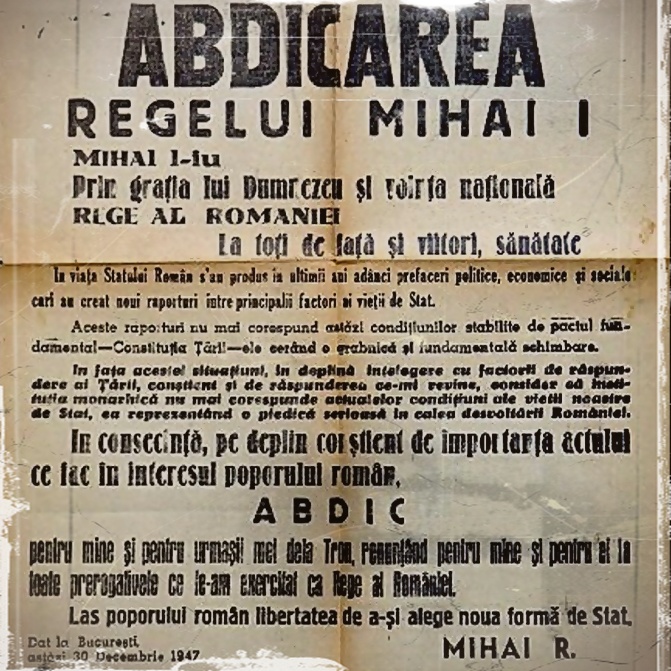 ABDICAREA
REGELUI MIHAI I
MIHAI I-iu
Prin grația lui Dumnezeu și voința națională
REGE AL ROMANIEI
La toți de față și viitori, sănătate
In viața Statului Român s'au produs în ultimii ani adânci prefaceri politice, economice și sociale
cari au creat noui raporturi intre principalii factori ai vieții de Stat.
Aceste raporturi nu mai corespund astăzi condițiunilor stabilite de pactul fun-
damental—Constituția Țării—ele cerând o grabnică și fundamentală schimbare.
In fața acestei situațiuni, in deplină intelegere cu factorii de răspun-
dere ai Țării, conștient și de răspunderea ce-mi revine, consider că insti-
tuția monarhică nu mai corespunde actualelor condițiuni ale vieții noastre
de Stat, ea reprezentând o piedică serioasă in calea desvoltării României.
In consecință, pe deplin conștient de importanța actului
ce fac în interesul poporului român,
ABDIC
pentru mine și pentru urmașii mei dela Tron, renunțând pentru mine și pentru ei la
toate prerogativele ce le-am exercitat ca Rege al României.
Las poporului român libertatea de a-și alege noua formă de Stat.
Dat la București,
astăzi 30 Decembrie 1947
MIHAI R.